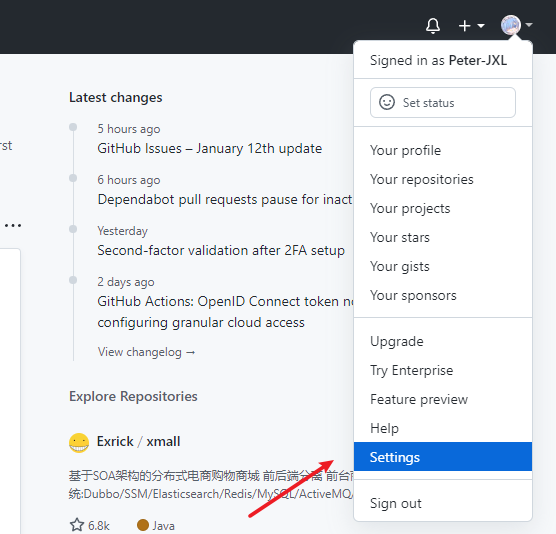 Signed in as Peter-JXL
Set status
Your profile
Your repositories
Your projects
Your stars
Your gists
Your sponsors
Upgrade
Try Enterprise
Feature preview
Help
Settings
Sign out
rst
Latest changes
5 hours ago
GitHub Issues – January 12th update
6 hours ago
Dependabot pull requests pause for inact
Yesterday
Second-factor validation after 2FA setup
2 days ago
GitHub Actions: OpenID Connect token no
configuring granular cloud access
View changelog →
Explore Repositories
Exrick / xmall
基于SOA架构的分布式电商购物商城 前后端分离 前台商
统:Dubbo/SSM/Elasticsearch/Redis/MySQL/ActiveMQ/
6.8k
Java